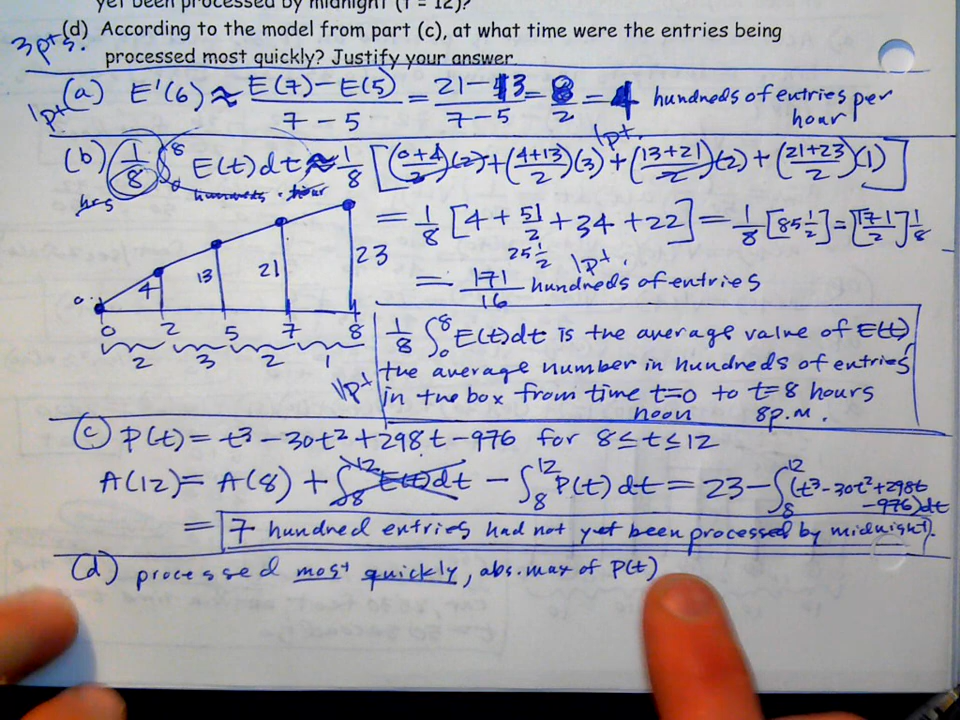 yet been processed by midnight (t = 12)?
3pts. (d) According to the model from part (c), at what time were the entries being
processed most quickly? Justify your answer.
1pt (a) E'(6) ≈ E(7)-E(5) / 7-5 = 21-13 / 7-5 = 8/2 = 4 hundreds of entries per hour
(b) 1/8 ∫₀⁸ E(t)dt ≈ 1/8 [(0+4 / 2)(2)+(4+13 / 2)(3)+(13+21 / 2)(2)+(21+23 / 2)(1)]
1pt.
hrs hundreds · hour
= 1/8 [4 + 51/2 + 34 + 22] = 1/8 [85 1/2] = [171/2] 1/8
25 1/2
1pt.
= 171/16 hundreds of entries
0 4 13 21 23
0 2 5 7 8
2 3 2 1
1pt
1/8 ∫₀⁸ E(t)dt is the average value of E(t),
the average number in hundreds of entries
in the box from time t=0 to t=8 hours
noon 8p.m.
(c) P(t) = t³ - 30t² + 298t - 976 for 8≤t≤12
A(12) = A(8) + ∫₈¹² E(t)dt - ∫₈¹² P(t)dt = 23 - ∫₈¹² (t³-30t²+298t
-976)dt
= 7 hundred entries had not yet been processed by midnight.
(d) processed most quickly, abs. max of P(t)